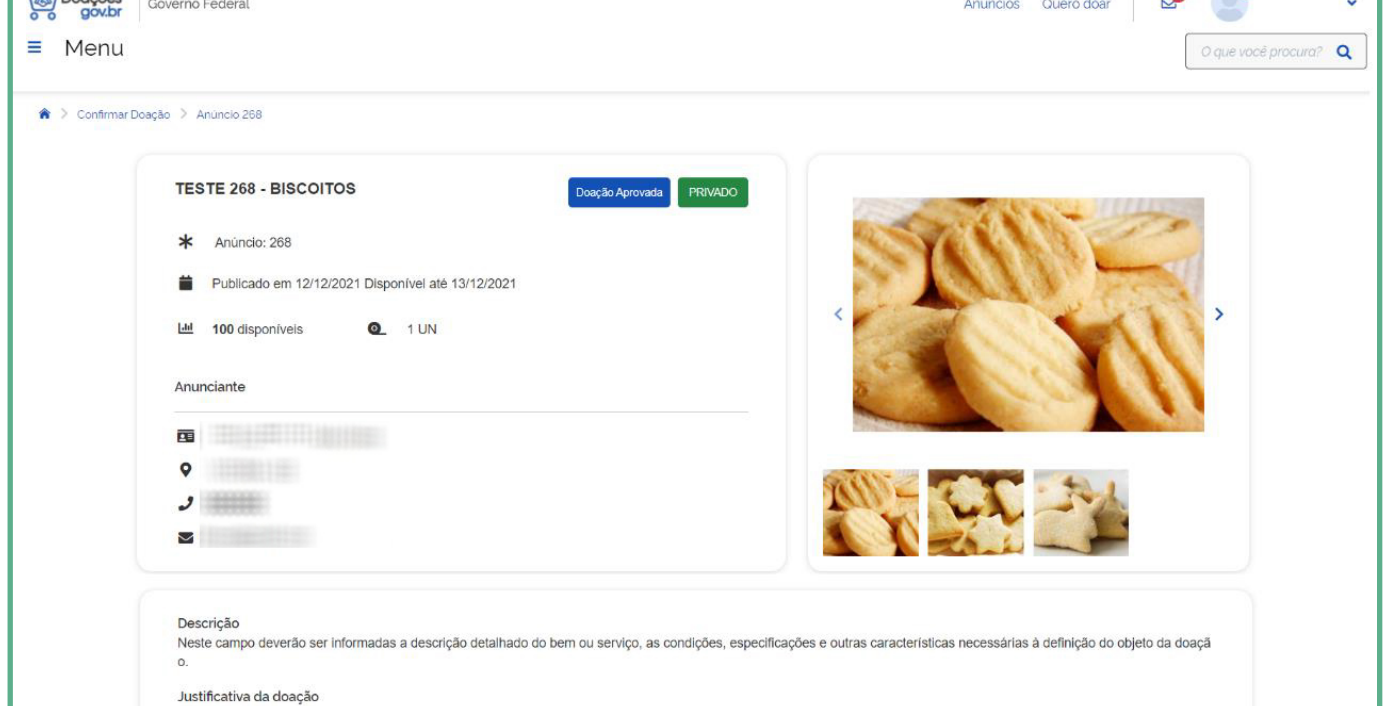 Doações
gov.br
Governo Federal
Anúncios Quero doar
Menu
O que você procura?
Confirmar Doação > Anúncio 268
TESTE 268 - BISCOITOS
Doação Aprovada PRIVADO
Anúncio: 268
Publicado em 12/12/2021 Disponível até 13/12/2021
100 disponíveis 1 UN
Anunciante
Descrição
Neste campo deverão ser informadas a descrição detalhado do bem ou serviço, as condições, especificações e outras características necessárias à definição do objeto da doaçã
o.
Justificativa da doação